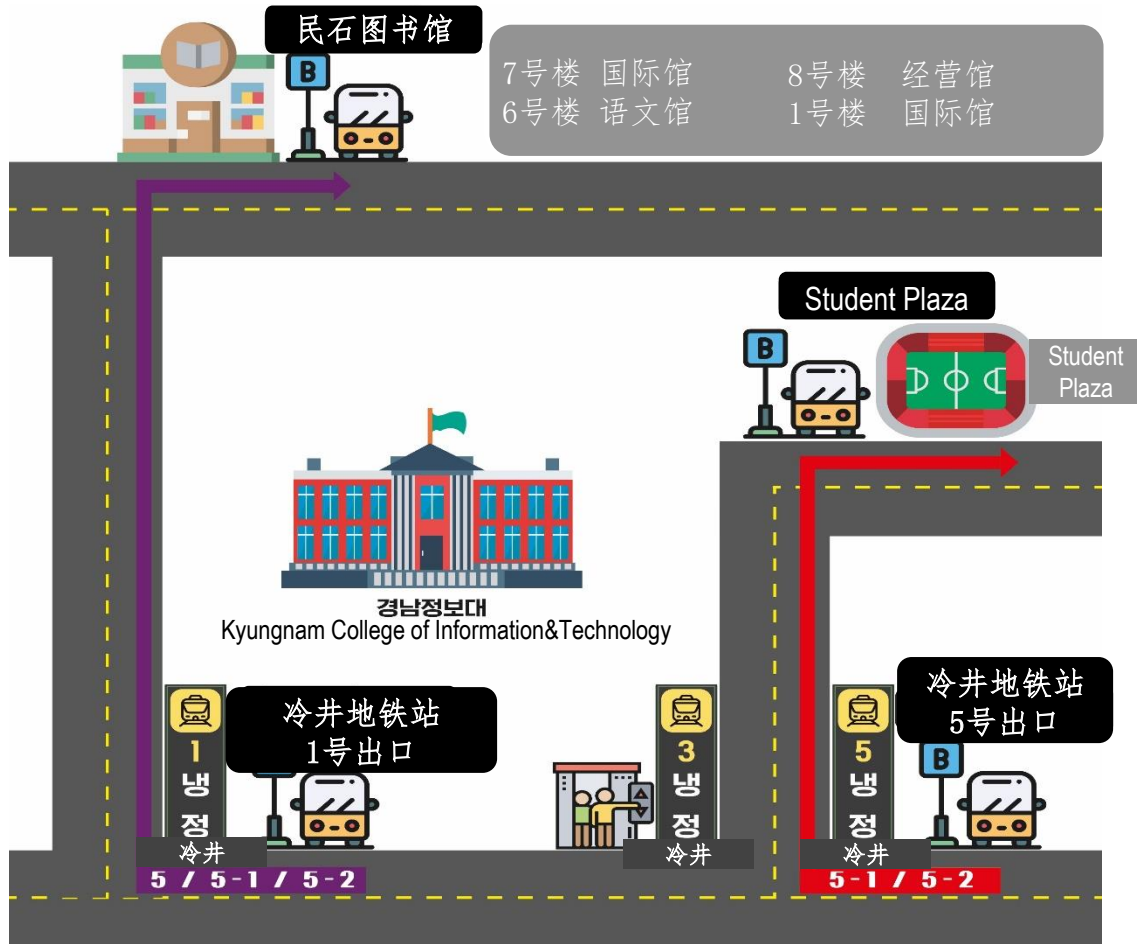 民石图书馆
B
7号楼 国际馆 8号楼 经营馆
6号楼 语文馆 1号楼 国际馆
Student Plaza
B
Student
Plaza
경남정보대
Kyungnam College of Information&Technology
冷井地铁站
1号出口
1
냉
정
冷井
5 / 5-1 / 5-2
3
냉
정
冷井
冷井地铁站
5号出口
5
냉
정
B
冷井
5-1 / 5-2